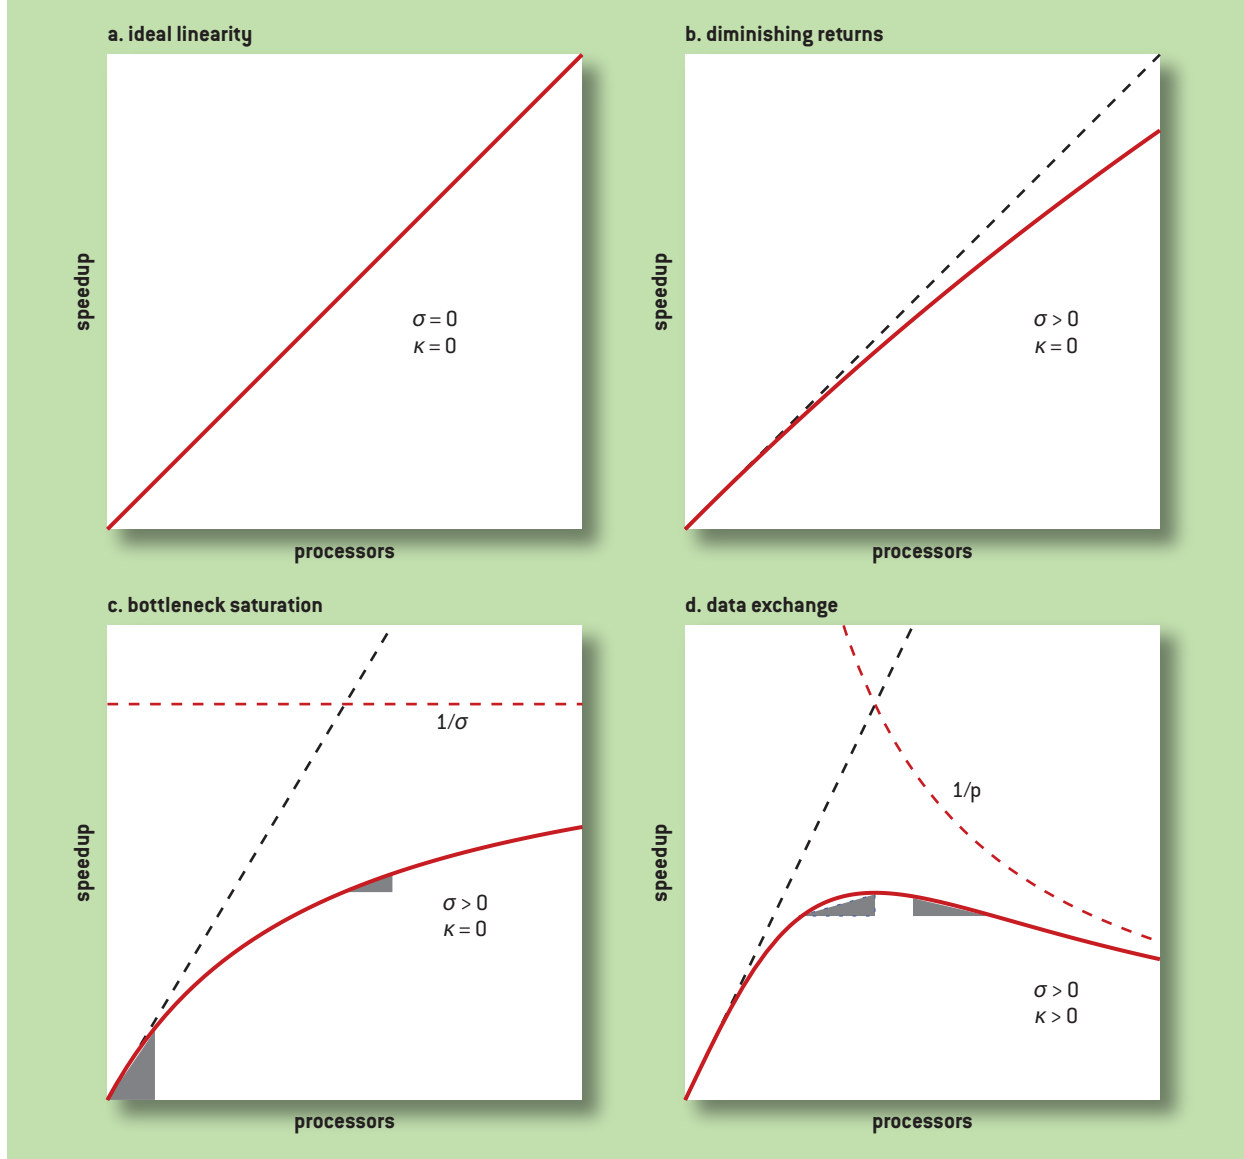 a. ideal linearity
speedup
σ = 0
κ = 0
processors
b. diminishing returns
speedup
σ > 0
κ = 0
processors
c. bottleneck saturation
speedup
1/σ
σ > 0
κ = 0
processors
d. data exchange
speedup
1/p
σ > 0
κ > 0
processors